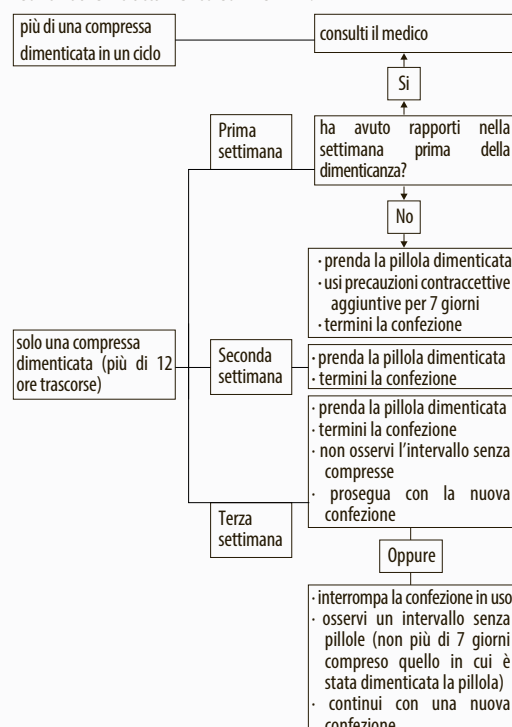 più di una compressa
dimenticata in un ciclo
consulti il medico
Si
Prima
settimana
ha avuto rapporti nella
settimana prima della
dimenticanza?
No
· prenda la pillola dimenticata
· usi precauzioni contraccettive
aggiuntive per 7 giorni
· termini la confezione
solo una compressa
dimenticata (più di 12
ore trascorse)
Seconda
settimana
· prenda la pillola dimenticata
· termini la confezione
· prenda la pillola dimenticata
· termini la confezione
· non osservi l'intervallo senza
compresse
· prosegua con la nuova
confezione
Terza
settimana
Oppure
· interrompa la confezione in uso
· osservi un intervallo senza
pillole (non più di 7 giorni
compreso quello in cui è
stata dimenticata la pillola)
· continui con una nuova
confezione